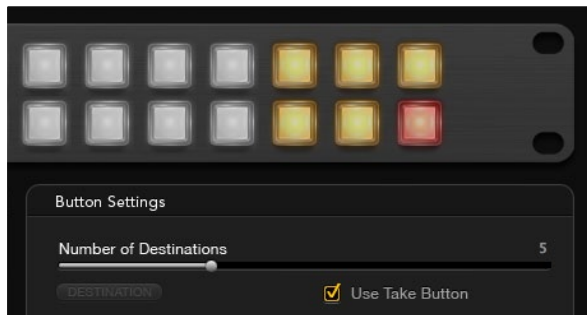 Button Settings
Number of Destinations 5
DESTINATION Use Take Button